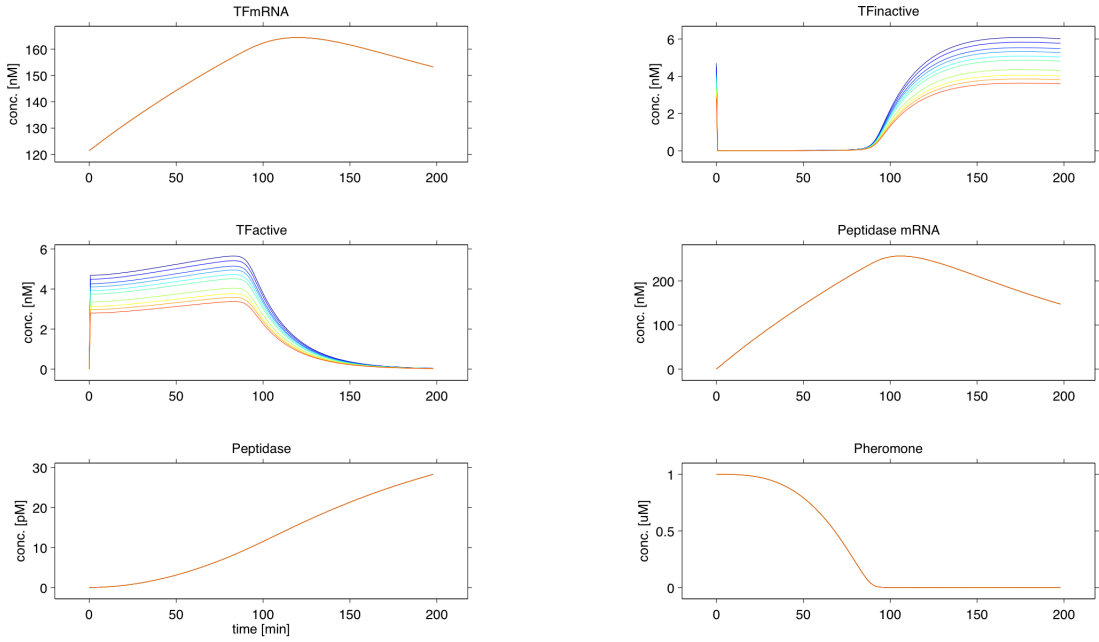 TFmRNA
conc. [nM]
160
150
140
130
120
0 50 100 150 200
TFinactive
conc. [nM]
6
4
2
0
0 50 100 150 200
TFactive
conc. [nM]
6
4
2
0
0 50 100 150 200
Peptidase mRNA
conc. [nM]
200
100
0
0 50 100 150 200
Peptidase
conc. [pM]
30
20
10
0
0 50 100 150 200
time [min]
Pheromone
conc. [uM]
1
0.5
0
0 50 100 150 200